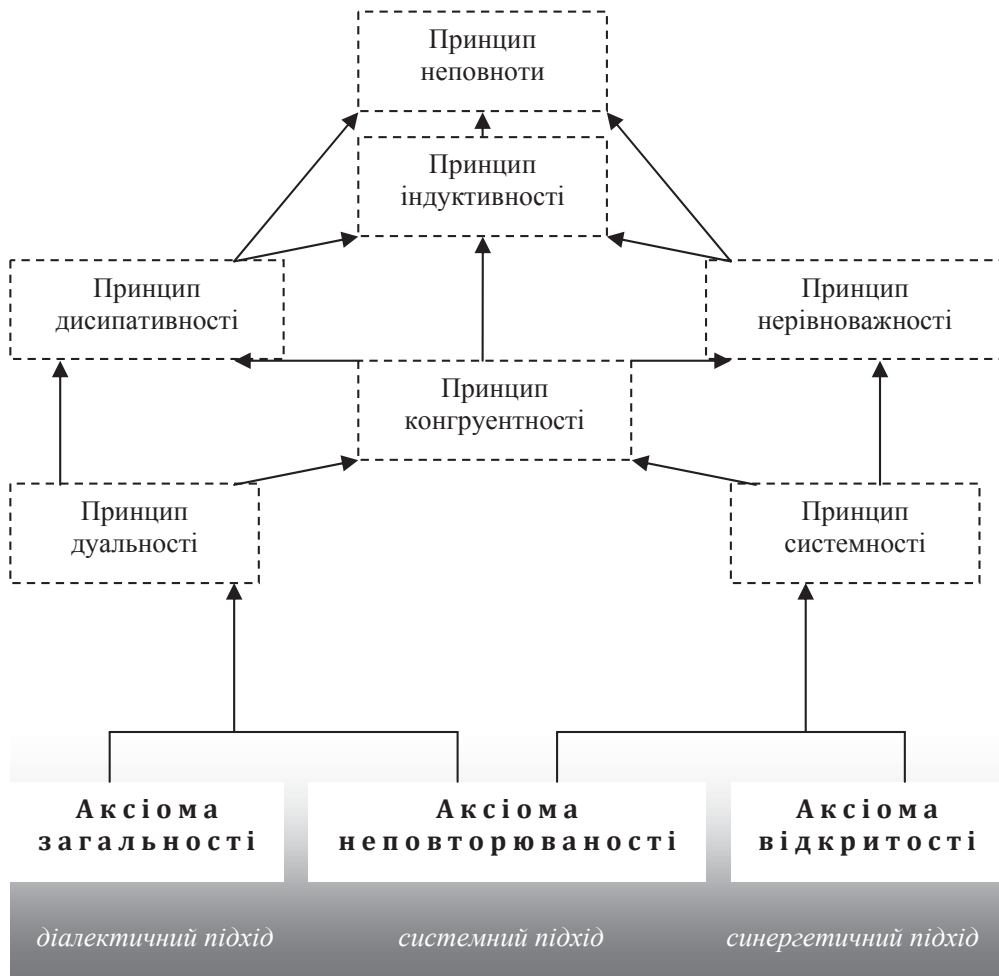 Принцип
неповноти
Принцип
індуктивності
Принцип
дисипативності
Принцип
нерівноважності
Принцип
конгруентності
Принцип
дуальності
Принцип
системності
Аксіома
загальності
Аксіома
неповторюваності
Аксіома
відкритості
діалектичний підхід
системний підхід
синергетичний підхід